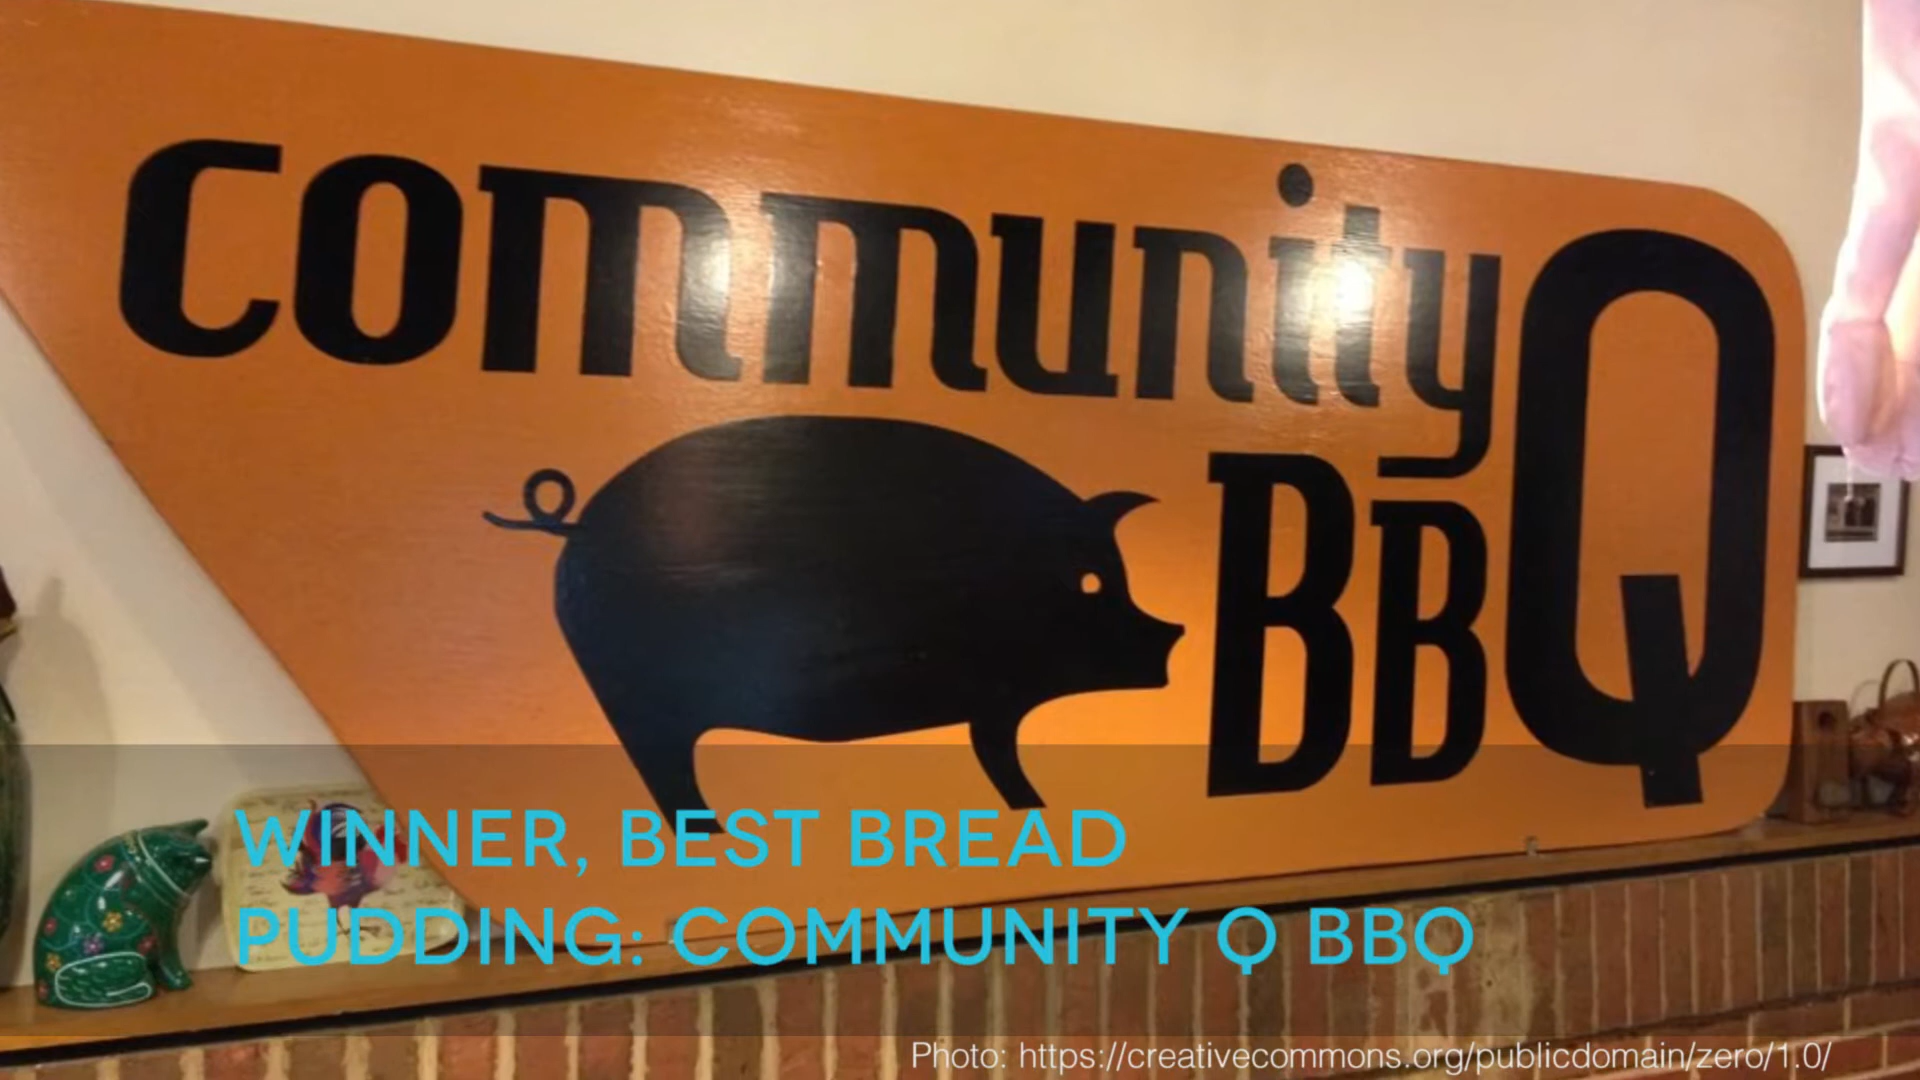 community
BBQ
WINNER, BEST BREAD
PUDDING: COMMUNITY Q BBQ
Photo: https://creativecommons.org/publicdomain/zero/1.0/